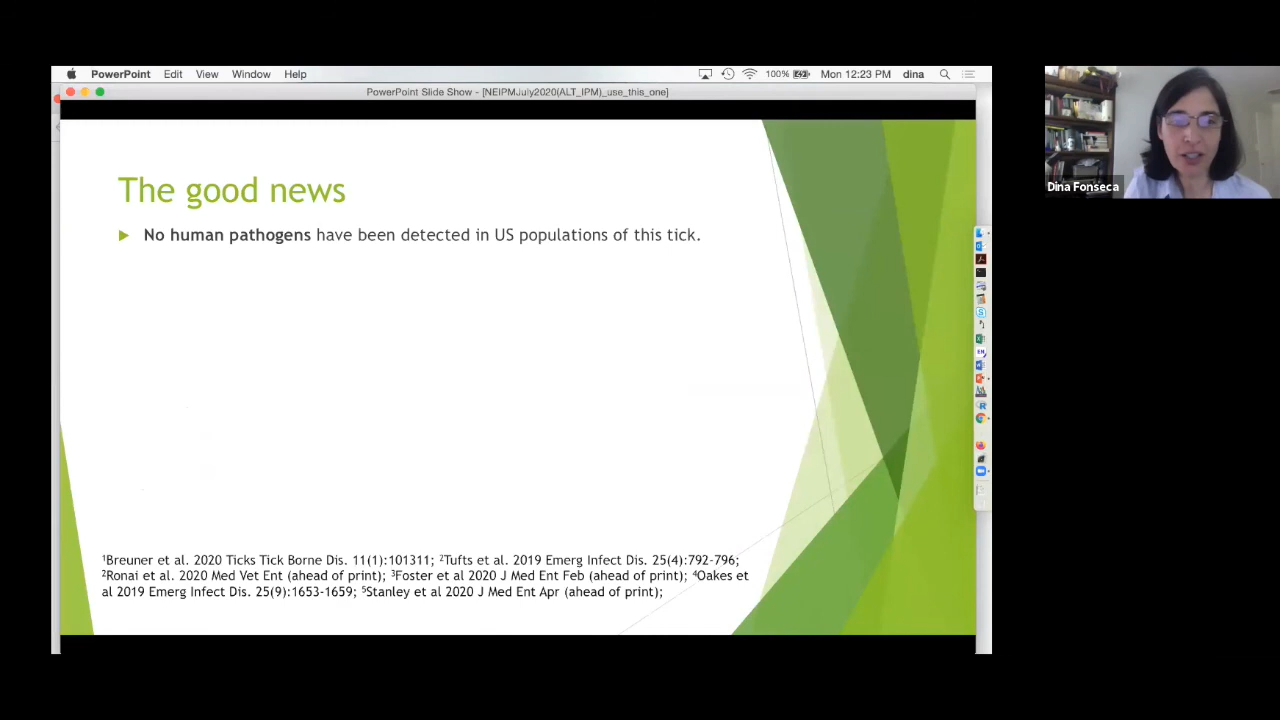 PowerPoint Edit View Window Help 100% Mon 12:23 PM dina
PowerPoint Slide Show - [NEIPMJuly2020(ALT_IPM)_use_this_one]
The good news
No human pathogens have been detected in US populations of this tick.
Dina Fonseca
¹Breuner et al. 2020 Ticks Tick Borne Dis. 11(1):101311; ²Tufts et al. 2019 Emerg Infect Dis. 25(4):792-796;
²Ronai et al. 2020 Med Vet Ent (ahead of print); ³Foster et al 2020 J Med Ent Feb (ahead of print); ⁴Oakes et
al 2019 Emerg Infect Dis. 25(9):1653-1659; ⁵Stanley et al 2020 J Med Ent Apr (ahead of print);